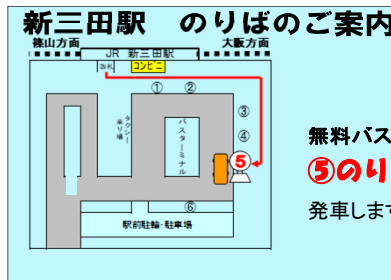 新三田駅 のりばのご案内
篠山方面 大阪方面
JR 新三田駅
改札 コンビニ
① ②
③
タクシー乗り場
バスターミナル
④
無料バス
⑤
⑤のり
発車します
⑥
駅前駐輪・駐車場